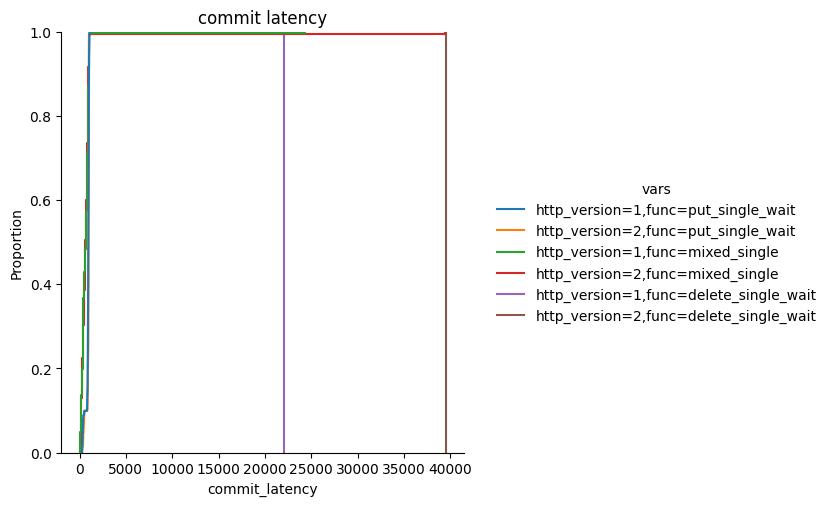 commit latency
1.0
0.8
0.6
0.4
0.2
0.0
Proportion
0 5000 10000 15000 20000 25000 30000 35000 40000
commit_latency
vars
http_version=1,func=put_single_wait
http_version=2,func=put_single_wait
http_version=1,func=mixed_single
http_version=2,func=mixed_single
http_version=1,func=delete_single_wait
http_version=2,func=delete_single_wait